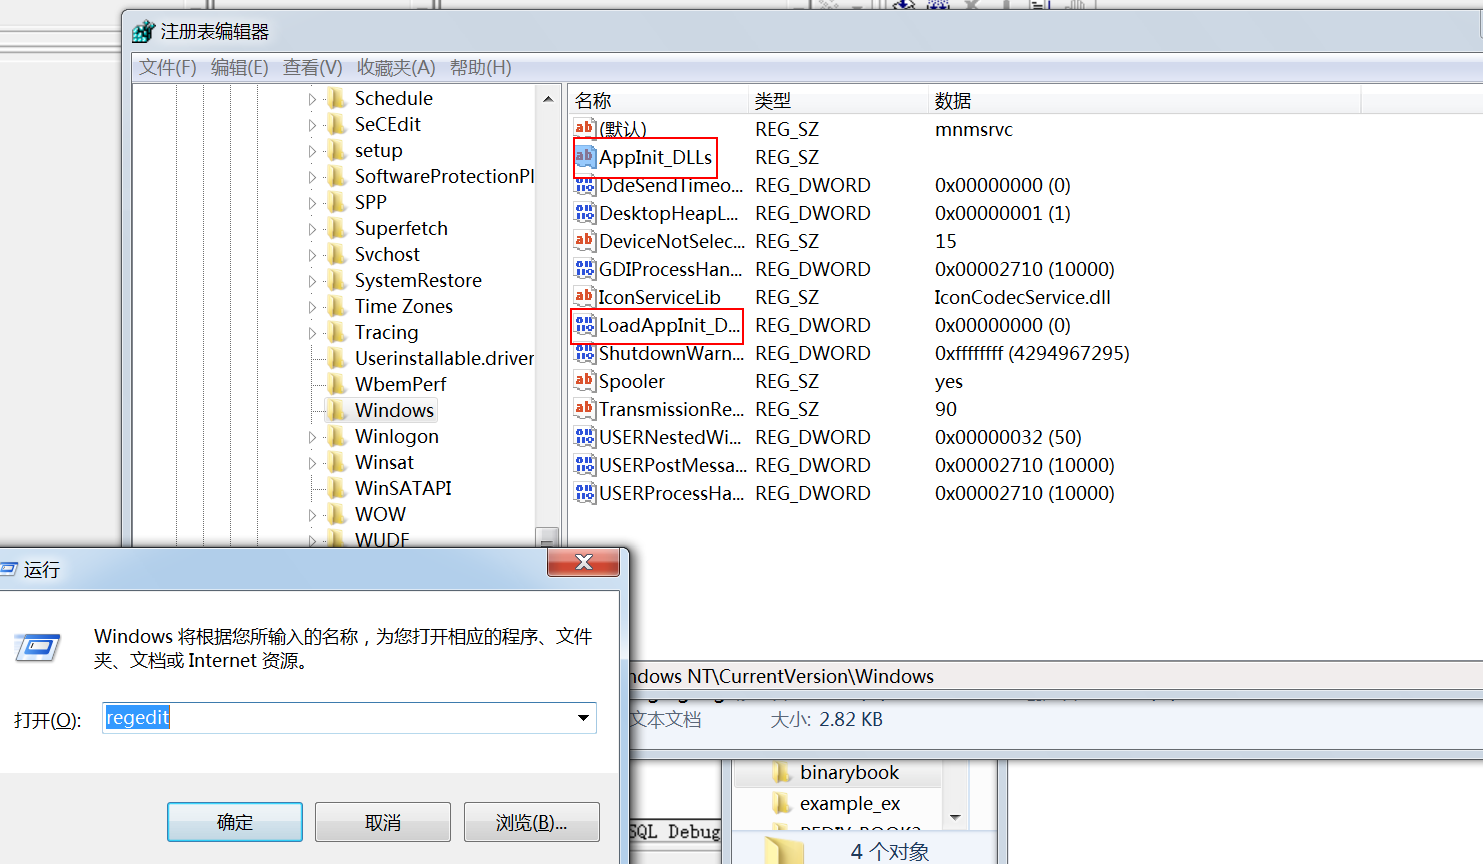 注册表编辑器
文件(F) 编辑(E) 查看(V) 收藏夹(A) 帮助(H)
Schedule
SeCEdit
setup
SoftwareProtectionPl
SPP
Superfetch
Svchost
SystemRestore
Time Zones
Tracing
Userinstallable.driver
WbemPerf
Windows
Winlogon
Winsat
WinSATAPI
WOW
WUDF
名称 类型 数据
(默认) REG_SZ mnmsrvc
AppInit_DLLs REG_SZ
DdeSendTimeo... REG_DWORD 0x00000000 (0)
DesktopHeapL... REG_DWORD 0x00000001 (1)
DeviceNotSelec... REG_SZ 15
GDIProcessHan... REG_DWORD 0x00002710 (10000)
IconServiceLib REG_SZ IconCodecService.dll
LoadAppInit_D... REG_DWORD 0x00000000 (0)
ShutdownWarn... REG_DWORD 0xffffffff (4294967295)
Spooler REG_SZ yes
TransmissionRe... REG_SZ 90
USERNestedWi... REG_DWORD 0x00000032 (50)
USERPostMessa... REG_DWORD 0x00002710 (10000)
USERProcessHa... REG_DWORD 0x00002710 (10000)
ndows NT\CurrentVersion\Windows
文本文档 大小: 2.82 KB
运行
Windows 将根据您所输入的名称，为您打开相应的程序、文件
夹、文档或 Internet 资源。
打开(O): regedit
确定 取消 浏览(B)...
SQL Debug
binarybook
example_ex
4 个对象